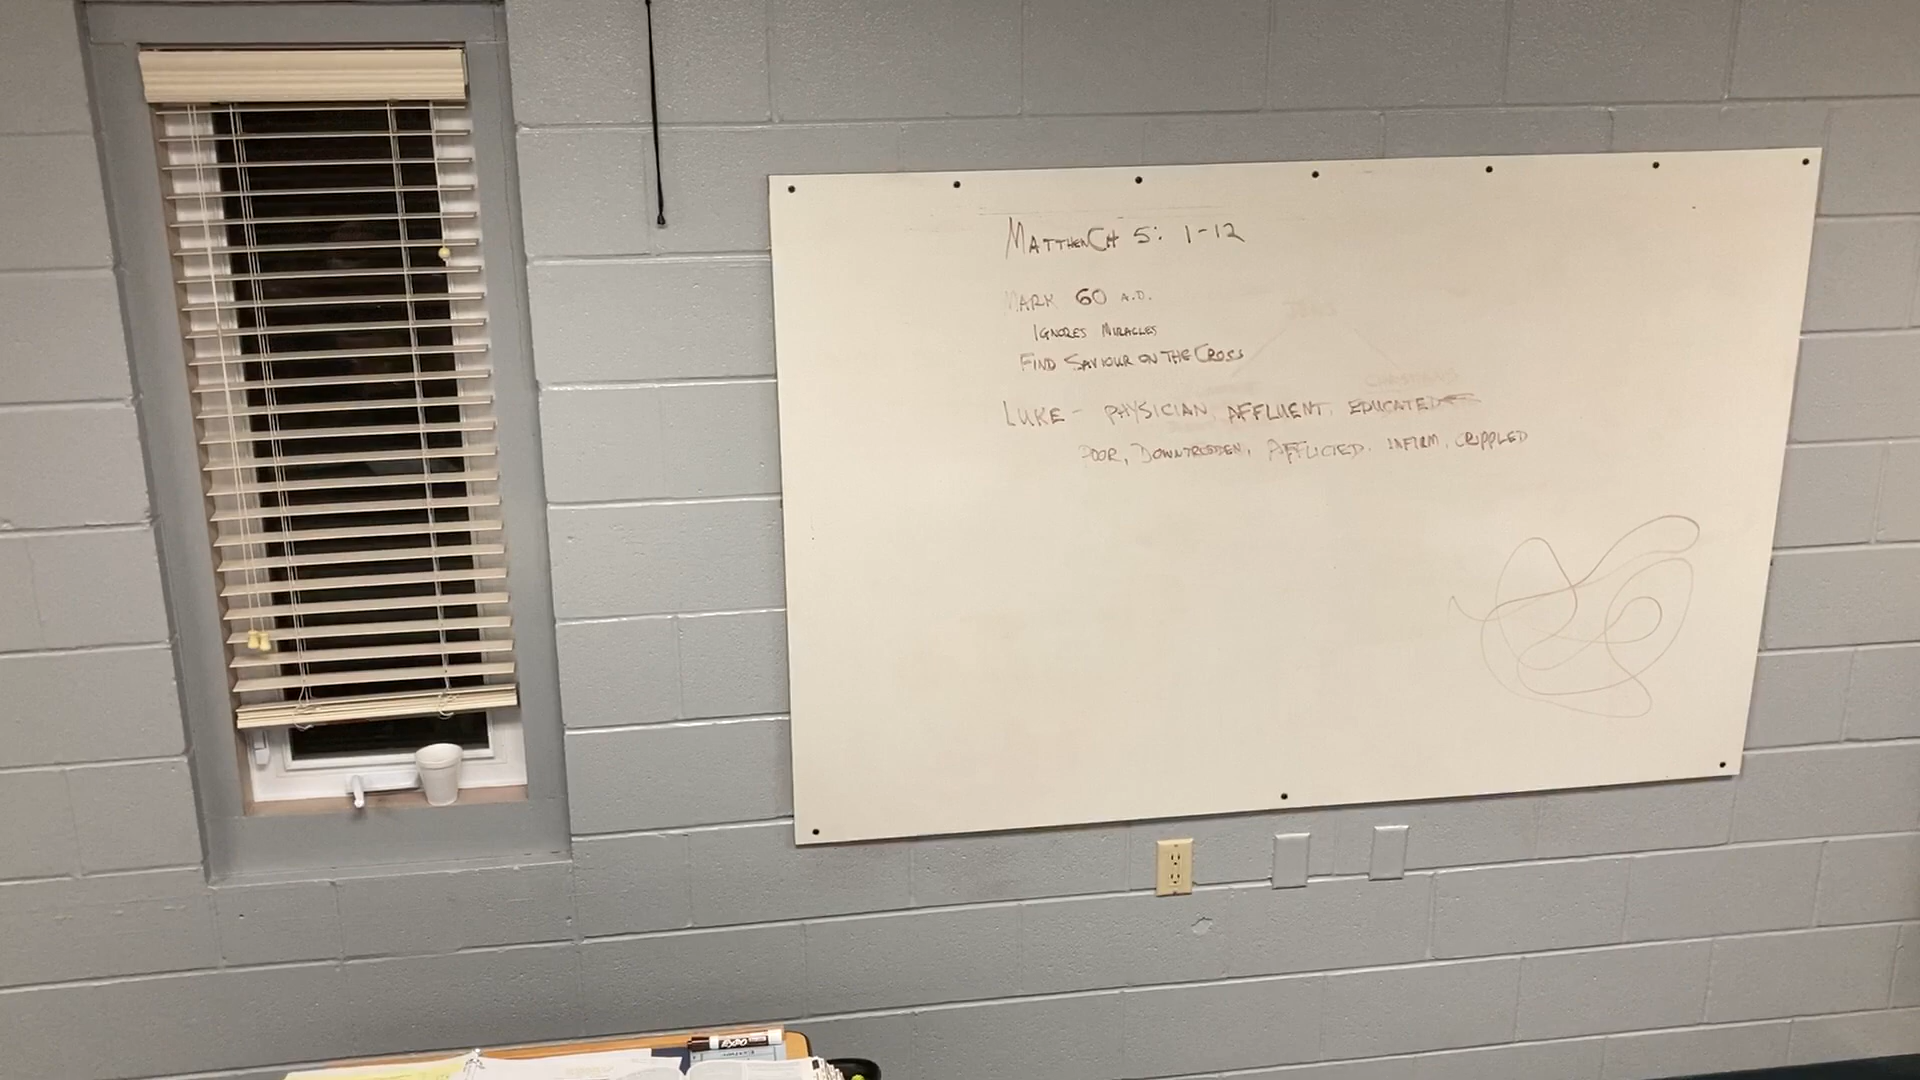 MATTHEW CH 5: 1-12
MARK 60 A.D.
IGNORES MIRACLES
FIND SAVIOUR ON THE CROSS
LUKE - PHYSICIAN, AFFLUENT, EDUCATED
POOR, DOWNTRODDEN, AFFLICTED, INFIRM, CRIPPLED
EXPO